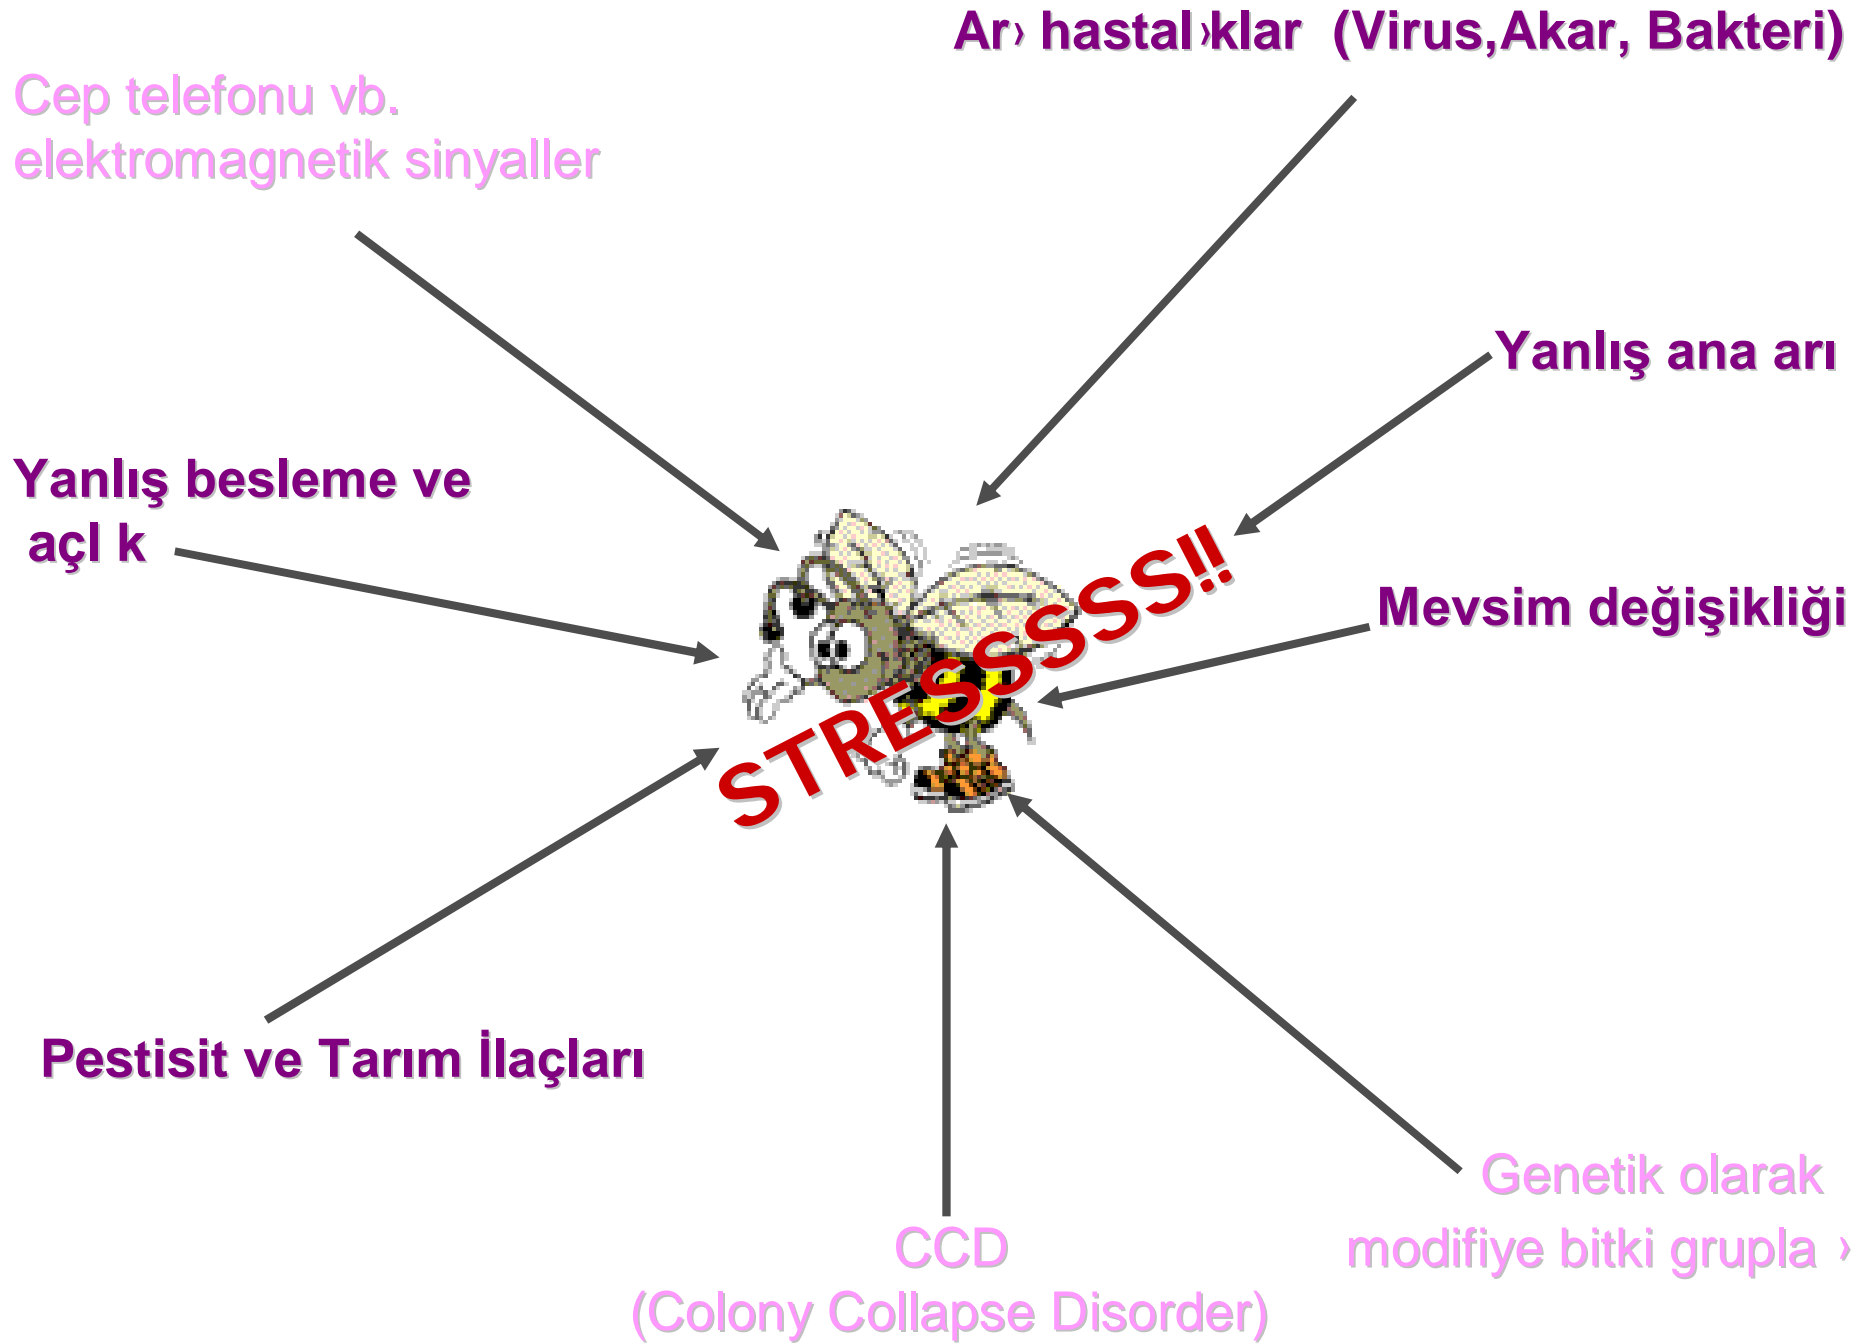 Ar› hastal›klar (Virus,Akar, Bakteri)
Cep telefonu vb.
elektromagnetik sinyaller
Yanlış ana arı
Yanlış besleme ve
açl k
STRESSSSS!!
Mevsim değişikliği
Pestisit ve Tarım İlaçları
Genetik olarak
modifiye bitki grupla ›
CCD
(Colony Collapse Disorder)